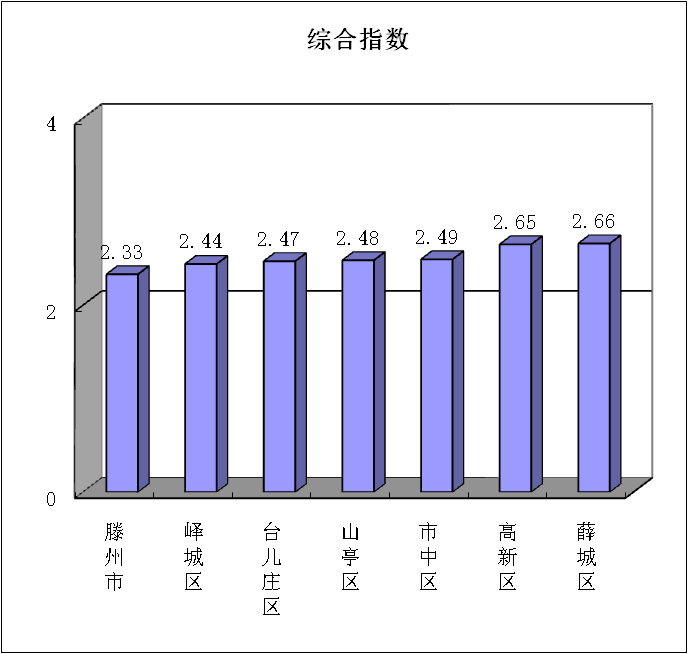 综合指数
4
2
0
2.33
2.44
2.47
2.48
2.49
2.65
2.66
滕州市
峄城区
台儿庄区
山亭区
市中区
高新区
薛城区